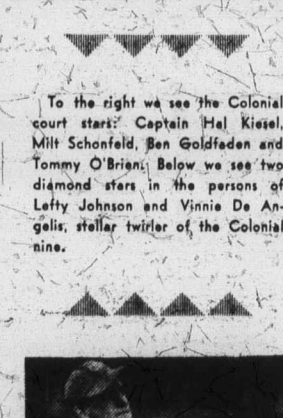 To the right we see the Colonial
court stars: Captain Hal Kiesel,
Milt Schonfeld, Ben Goldfaden and
Tommy O'Brien. Below we see two
diamond stars in the persons of
Lefty Johnson and Vinnie De An-
gelis, stellar twirler of the Colonial
nine.